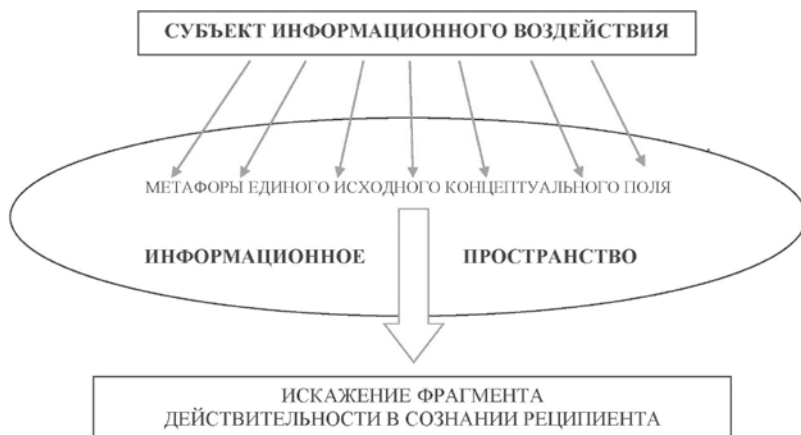 СУБЪЕКТ ИНФОРМАЦИОННОГО ВОЗДЕЙСТВИЯ
МЕТАФОРЫ ЕДИНОГО ИСХОДНОГО КОНЦЕПТУАЛЬНОГО ПОЛЯ
ИНФОРМАЦИОННОЕ ПРОСТРАНСТВО
ИСКАЖЕНИЕ ФРАГМЕНТА
ДЕЙСТВИТЕЛЬНОСТИ В СОЗНАНИИ РЕЦИПИЕНТА